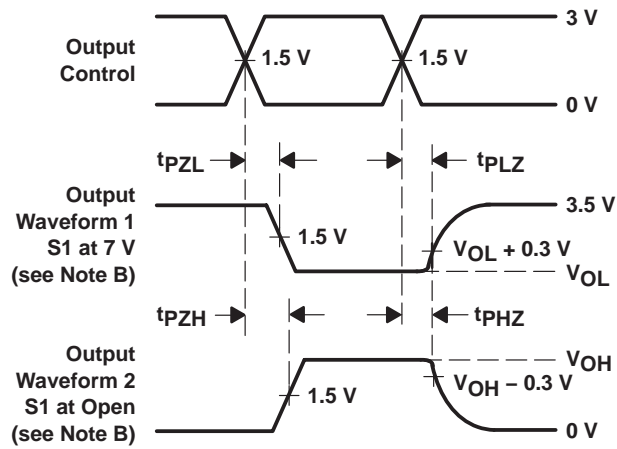 3 V
Output
Control
1.5 V
1.5 V
0 V
tPZL
tPLZ
Output
Waveform 1
S1 at 7 V
(see Note B)
3.5 V
1.5 V
VOL + 0.3 V
VOL
tPZH
tPHZ
Output
Waveform 2
S1 at Open
(see Note B)
VOH
VOH – 0.3 V
1.5 V
0 V